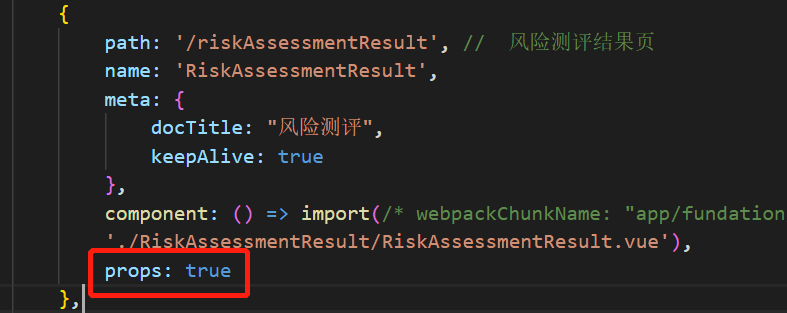 {
path: '/riskAssessmentResult', // 风险测评结果页
name: 'RiskAssessmentResult',
meta: {
docTitle: "风险测评",
keepAlive: true
},
component: () => import(/* webpackChunkName: "app/fundation
'./RiskAssessmentResult/RiskAssessmentResult.vue'),
props: true
},